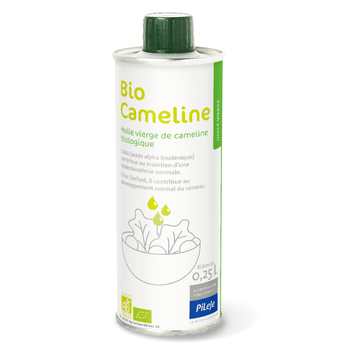 Bio
Cameline
Huile vierge de cameline
biologique
L'ALA (acide alpha linolénique)
contribue au maintien d'une
cholestérolémie normale.
Chez l'enfant, il contribue au
développement normal du cerveau.
0,25 L
PiLeJe
AB